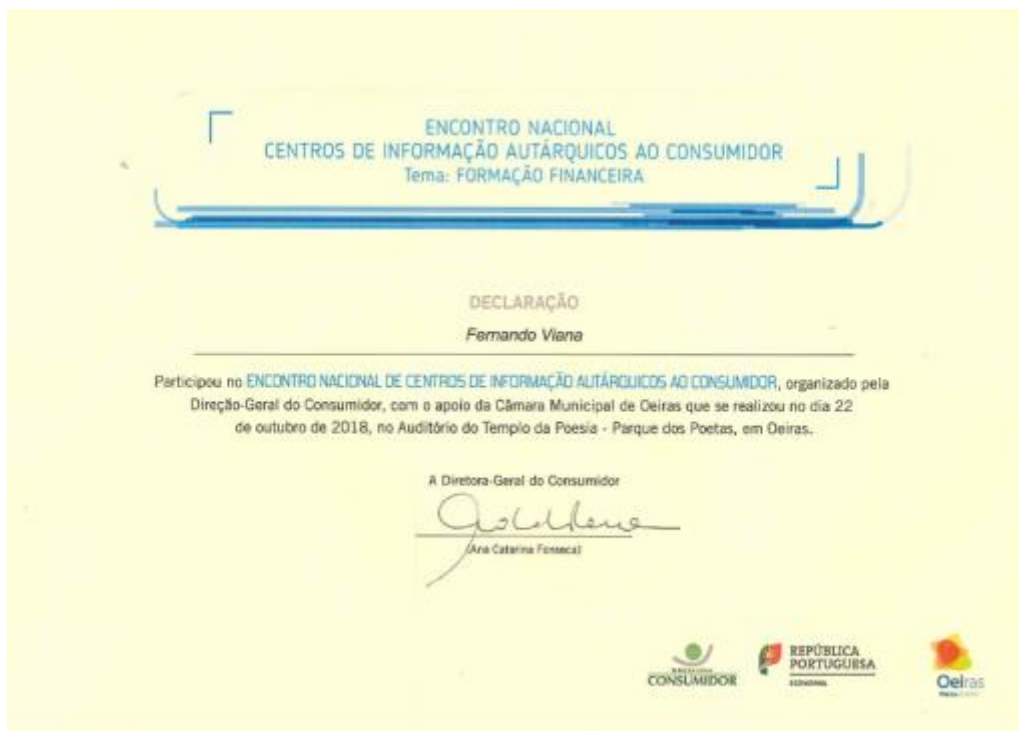 ENCONTRO NACIONAL
CENTROS DE INFORMAÇÃO AUTÁRQUICOS AO CONSUMIDOR
Tema: FORMAÇÃO FINANCEIRA
DECLARAÇÃO
Fernando Viana
Participou no ENCONTRO NACIONAL DE CENTROS DE INFORMAÇÃO AUTÁRQUICOS AO CONSUMIDOR, organizado pela
Direção-Geral do Consumidor, com o apoio da Câmara Municipal de Oeiras que se realizou no dia 22
de outubro de 2018, no Auditório do Templo da Poesia - Parque dos Poetas, em Oeiras.
A Diretora-Geral do Consumidor
(Ana Catarina Fonseca)
CONSUMIDOR
REPÚBLICA
PORTUGUESA
ECONOMIA
Oeiras